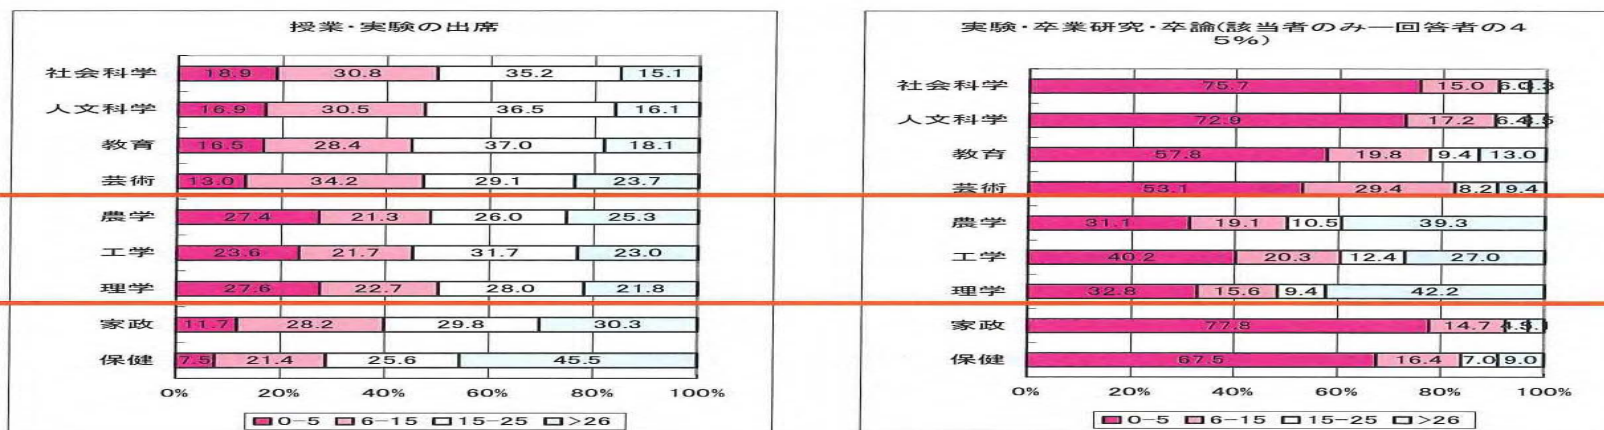 授業・実験の出席
社会科学 18.9 30.8 35.2 15.1
人文科学 16.9 30.5 36.5 16.1
教育 16.5 28.4 37.0 18.1
芸術 13.0 34.2 29.1 23.7
農学 27.4 21.3 26.0 25.3
工学 23.6 21.7 31.7 23.0
理学 27.6 22.7 28.0 21.8
家政 11.7 28.2 29.8 30.3
保健 7.5 21.4 25.6 45.5
0% 20% 40% 60% 80% 100%
0-5 6-15 15-25 >26
実験・卒業研究・卒論(該当者のみ―回答者の4
5%)
社会科学 75.7 15.0 6.0
人文科学 72.9 17.2 6.4
教育 57.8 19.8 9.4 13.0
芸術 53.1 29.4 8.2 9.4
農学 31.1 19.1 10.5 39.3
工学 40.2 20.3 12.4 27.0
理学 32.8 15.6 9.4 42.2
家政 77.8 14.7
保健 67.5 16.4 7.0 9.0
0% 20% 40% 60% 80% 100%
0-5 6-15 15-25 >26